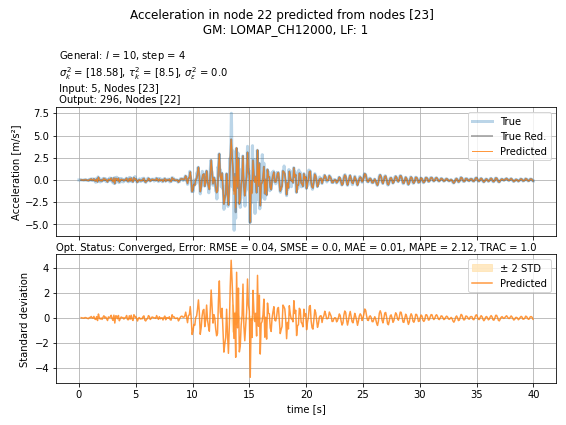 Acceleration in node 22 predicted from nodes [23]
GM: LOMAP_CH12000, LF: 1
General: l = 10, step = 4
σ²ₖ = [18.58], τ²ₖ = [8.5], σ²ε = 0.0
Input: 5, Nodes [23]
Output: 296, Nodes [22]
Acceleration [m/s²]
7.5
5.0
2.5
0.0
−2.5
−5.0
True
True Red.
Predicted
Opt. Status: Converged, Error: RMSE = 0.04, SMSE = 0.0, MAE = 0.01, MAPE = 2.12, TRAC = 1.0
Standard deviation
4
2
0
−2
−4
± 2 STD
Predicted
0 5 10 15 20 25 30 35 40
time [s]